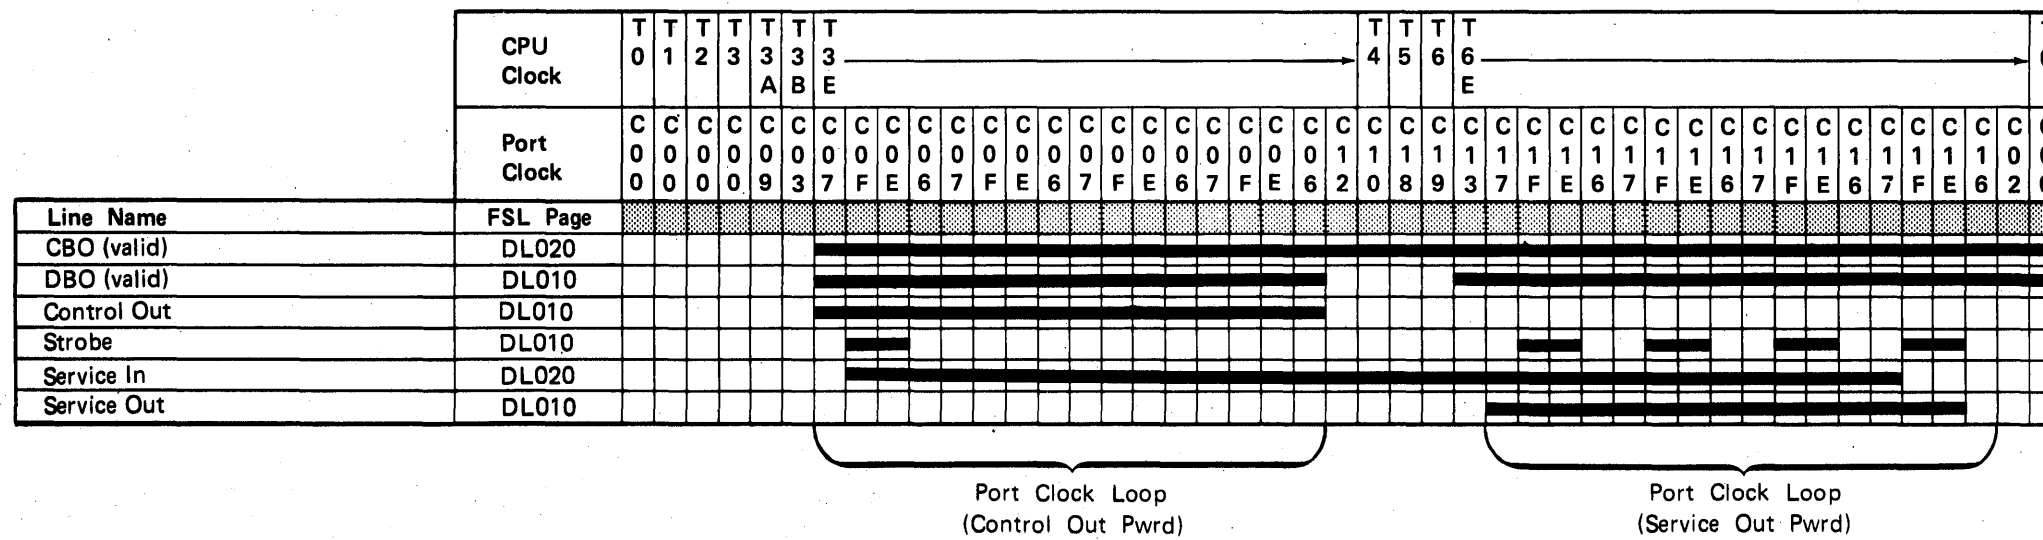 CPU Clock T0 T1 T2 T3 T3A T3B T3E T4 T5 T6 T6E
Port Clock C00 C00 C00 C00 C09 C03 C07 C0F C0E C06 C07 C0F C0E C06 C07 C0F C0E C06 C07 C0F C0E C06 C12 C10 C18 C19 C13 C17 C1F C1E C16 C17 C1F C1E C16 C17 C1F C1E C16 C17 C1F C1E C16 C02
Line Name FSL Page
CBO (valid) DL020
DBO (valid) DL010
Control Out DL010
Strobe DL010
Service In DL020
Service Out DL010
Port Clock Loop
(Control Out Pwrd)
Port Clock Loop
(Service Out Pwrd)